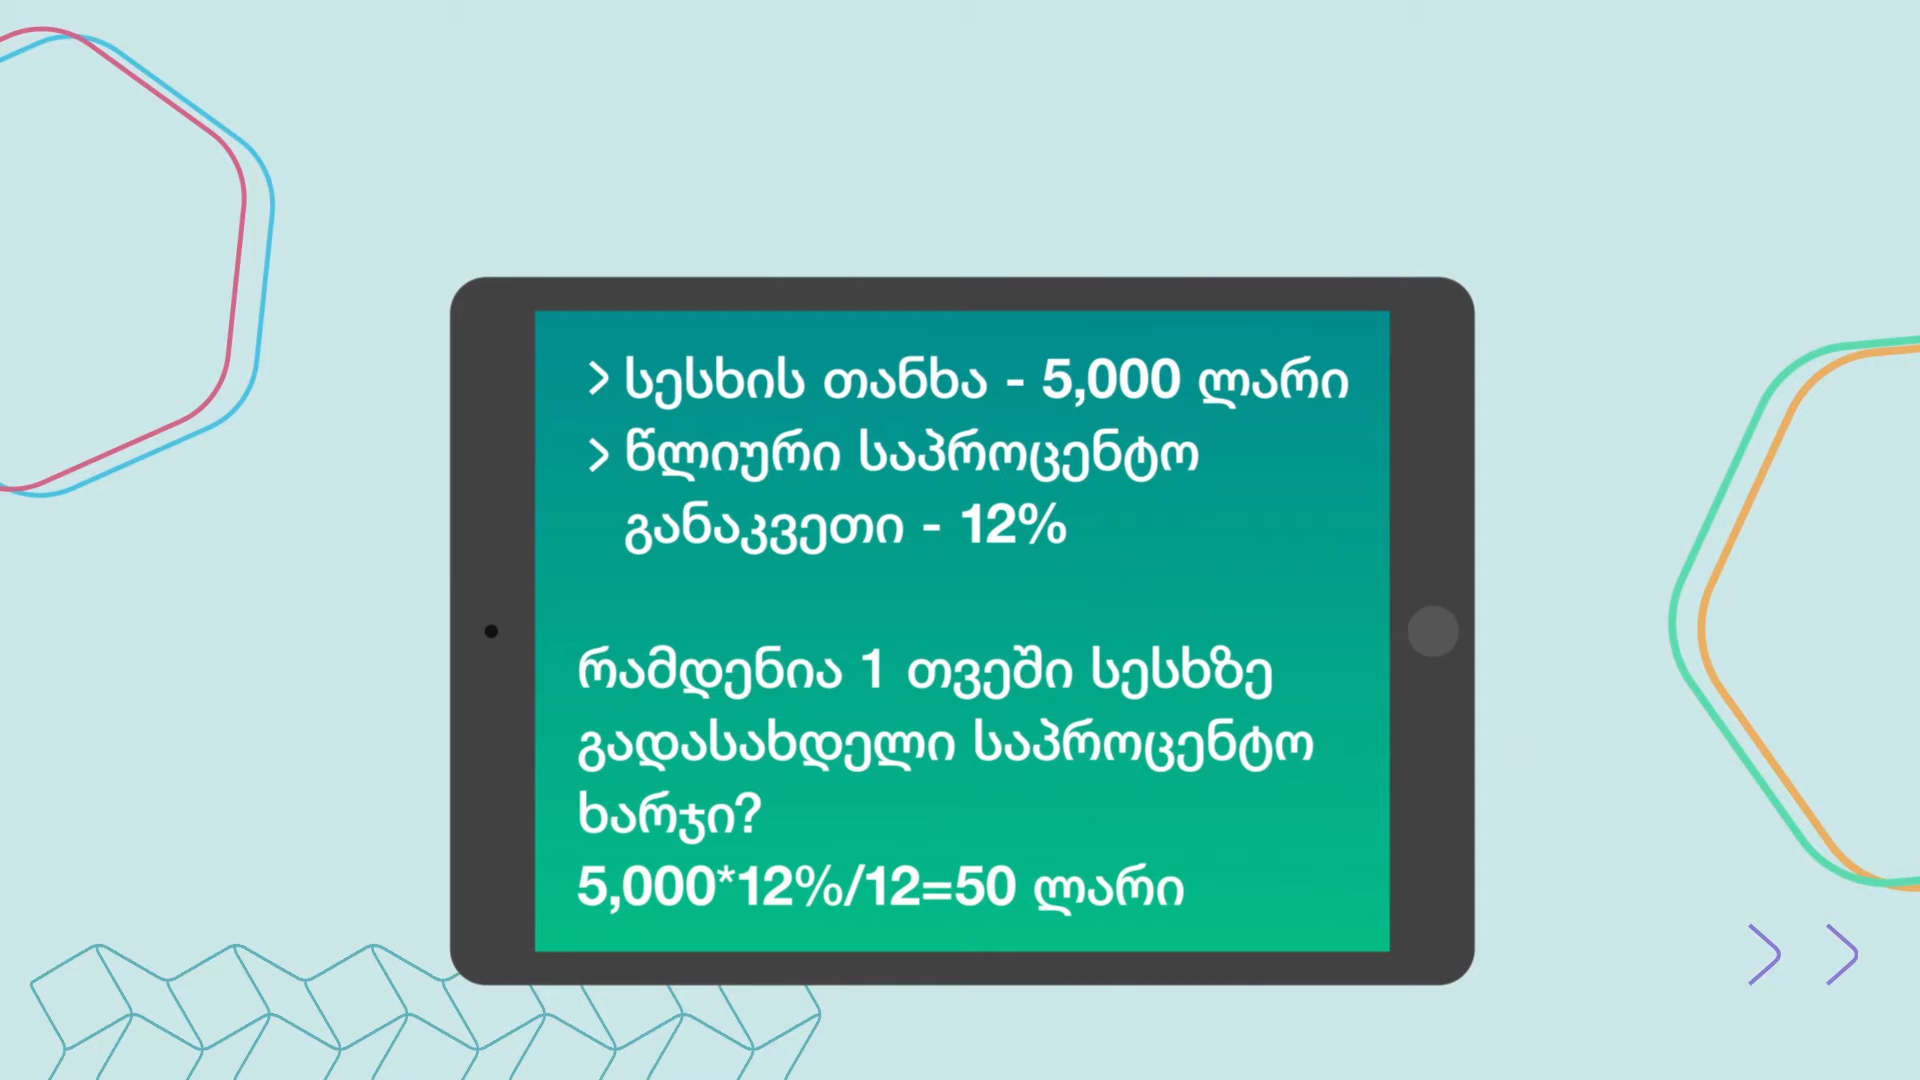 > სესხის თანხა - 5,000 ლარი
> წლიური საპროცენტო
განაკვეთი - 12%
რამდენია 1 თვეში სესხზე
გადასახდელი საპროცენტო
ხარჯი?
5,000*12%/12=50 ლარი